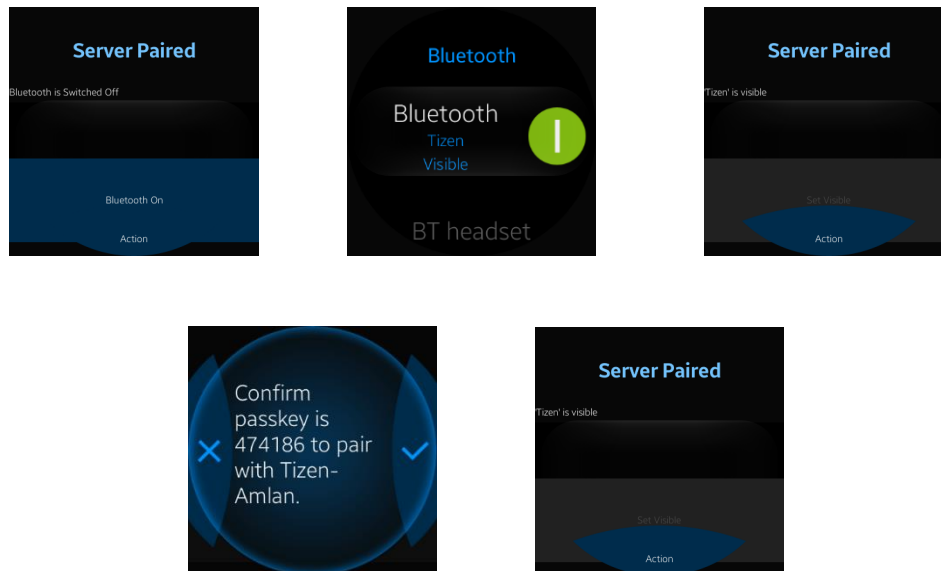 Server Paired
Bluetooth is Switched Off
Bluetooth On
Action
Bluetooth
Bluetooth
Tizen
Visible
BT headset
Server Paired
'Tizen' is visible
Set Visible
Action
Confirm
passkey is
474186 to pair
with Tizen-
Amlan.
Server Paired
'Tizen' is visible
Set Visible
Action